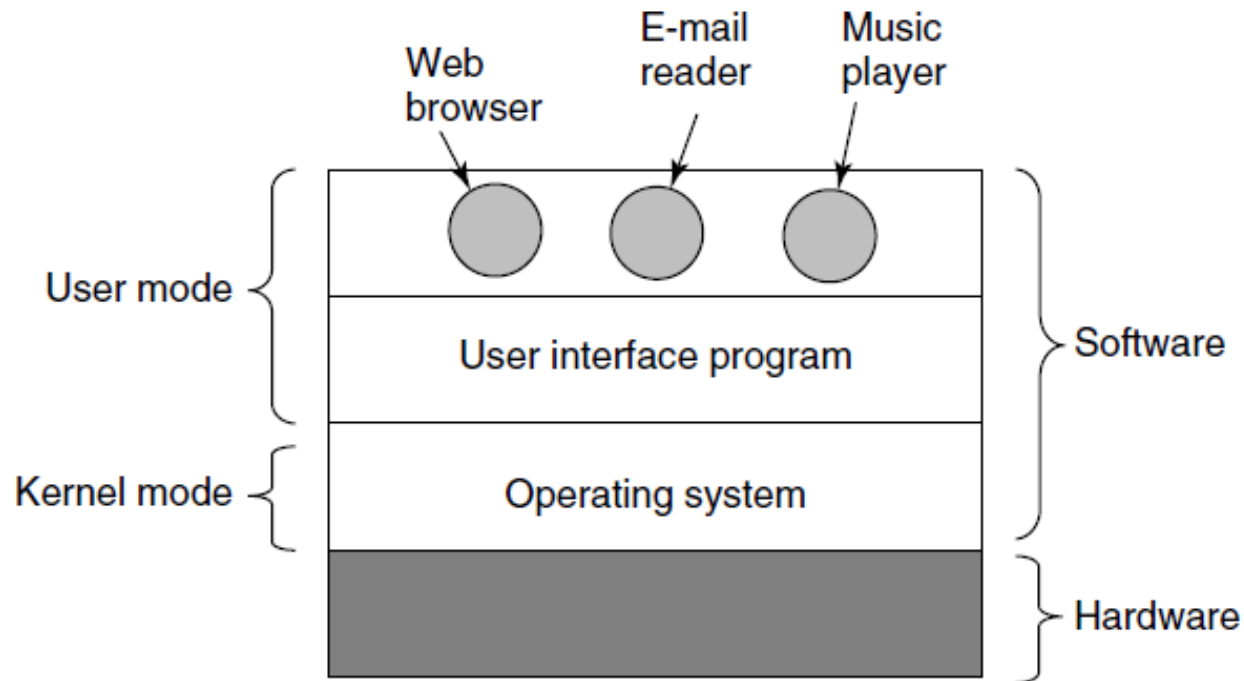 E-mail
reader
Music
player
Web
browser
User mode
User interface program
Software
Kernel mode
Operating system
Hardware